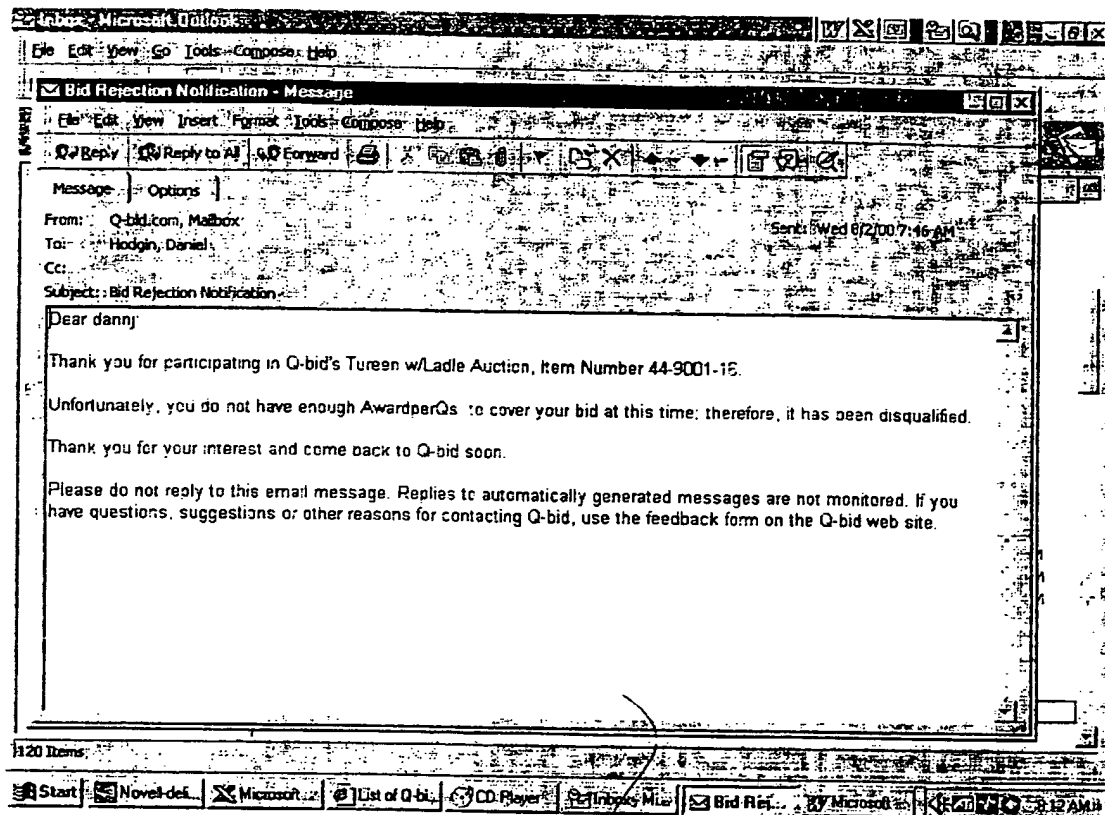 Inbox - Microsoft Outlook
File Edit View Go Tools Compose Help
Bid Rejection Notification - Message
File Edit View Insert Format Tools Compose Help
Reply Reply to All Forward
Message Options
From: Q-bid.com, Mailbox
Sent: Wed 8/2/00 7:46 AM
To: Hodgin, Daniel
Cc:
Subject: Bid Rejection Notification
Dear danny
Thank you for participating in Q-bid's Tureen w/Ladle Auction, Item Number 44-9001-16.
Unfortunately, you do not have enough AwardperQs to cover your bid at this time; therefore, it has been disqualified.
Thank you for your interest and come back to Q-bid soon.
Please do not reply to this email message. Replies to automatically generated messages are not monitored. If you
have questions, suggestions or other reasons for contacting Q-bid, use the feedback form on the Q-bid web site.
120 Items
Start Novell-deli... Microsoft ... List of Q-bi... CD Player Inbox - Mi... Bid Rej... Microsoft 8:12 AM